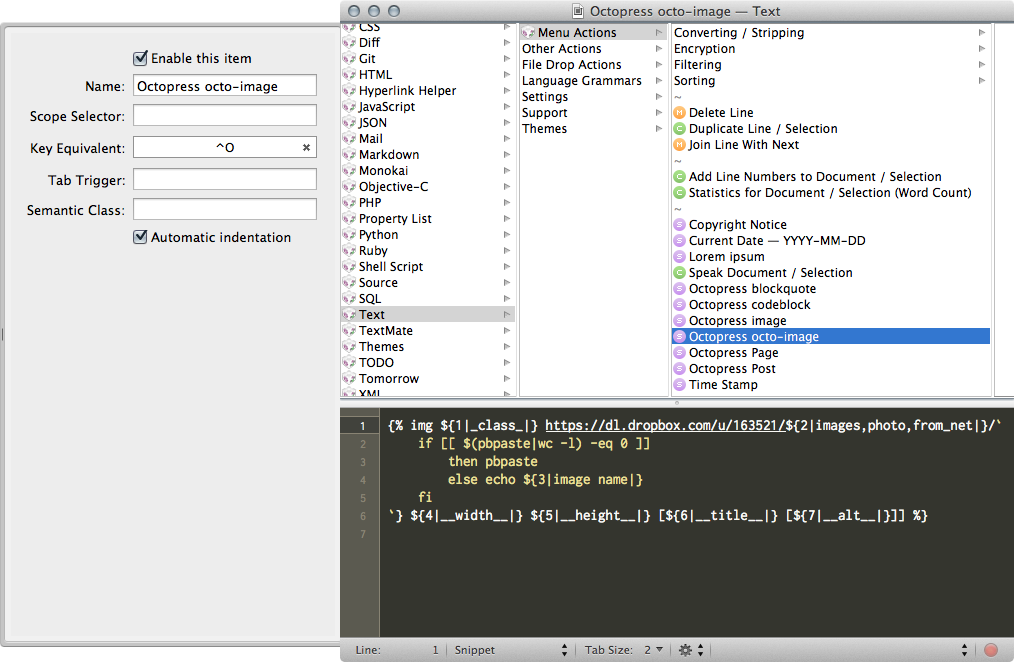 Octopress octo-image — Text
Enable this item
Name: Octopress octo-image
Scope Selector:
Key Equivalent: ^O ×
Tab Trigger:
Semantic Class:
Automatic indentation
CSS
Diff
Git
HTML
Hyperlink Helper
JavaScript
JSON
Mail
Markdown
Monokai
Objective-C
PHP
Property List
Python
Ruby
Shell Script
Source
SQL
Text
TextMate
Themes
TODO
Tomorrow
XML
Menu Actions
Other Actions
File Drop Actions
Language Grammars
Settings
Support
Themes
Converting / Stripping
Encryption
Filtering
Sorting
~
M Delete Line
C Duplicate Line / Selection
M Join Line With Next
~
C Add Line Numbers to Document / Selection
C Statistics for Document / Selection (Word Count)
~
S Copyright Notice
S Current Date — YYYY-MM-DD
S Lorem ipsum
C Speak Document / Selection
S Octopress blockquote
S Octopress codeblock
S Octopress image
S Octopress octo-image
S Octopress Page
S Octopress Post
S Time Stamp
1 {% img ${1|_class_|} https://dl.dropbox.com/u/163521/${2|images,photo,from_net|}/`
2 if [[ $(pbpaste|wc -l) -eq 0 ]]
3 then pbpaste
4 else echo ${3|image name|}
5 fi
6 `} ${4|__width__|} ${5|__height__|} [${6|__title__|} [${7|__alt__|}]] %}
7
Line: 1 Snippet Tab Size: 2